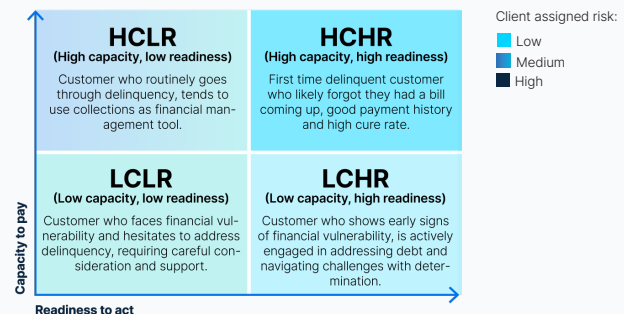 HCLR
(High capacity, low readiness)
Customer who routinely goes
through delinquency, tends to
use collections as financial man-
agement tool.
HCHR
(High capacity, high readiness)
First time delinquent customer
who likely forgot they had a bill
coming up, good payment history
and high cure rate.
LCLR
(Low capacity, low readiness)
Customer who faces financial vul-
nerability and hesitates to address
delinquency, requiring careful con-
sideration and support.
LCHR
(Low capacity, high readiness)
Customer who shows early signs
of financial vulnerability, is actively
engaged in addressing debt and
navigating challenges with deter-
mination.
Capacity to pay
Readiness to act
Client assigned risk:
Low
Medium
High